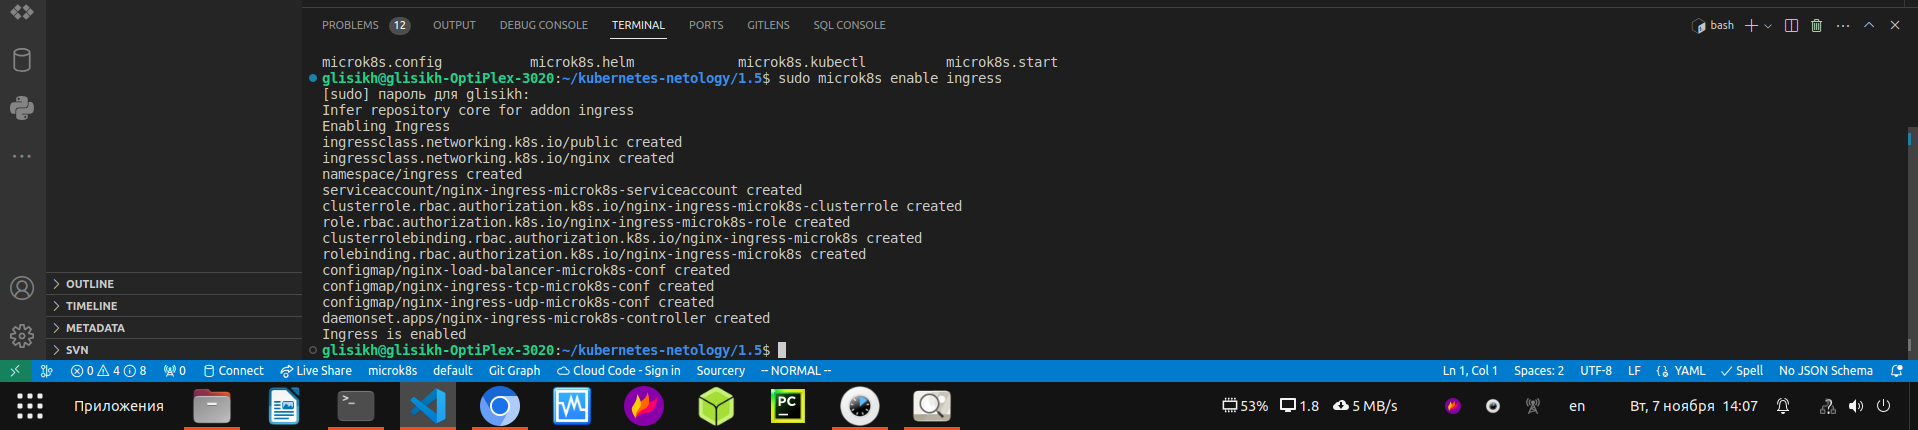 PROBLEMS 12 OUTPUT DEBUG CONSOLE TERMINAL PORTS GITLENS SQL CONSOLE bash
microk8s.config microk8s.helm microk8s.kubectl microk8s.start
glisikh@glisikh-OptiPlex-3020:~/kubernetes-netology/1.5$ sudo microk8s enable ingress
[sudo] пароль для glisikh:
Infer repository core for addon ingress
Enabling Ingress
ingressclass.networking.k8s.io/public created
ingressclass.networking.k8s.io/nginx created
namespace/ingress created
serviceaccount/nginx-ingress-microk8s-serviceaccount created
clusterrole.rbac.authorization.k8s.io/nginx-ingress-microk8s-clusterrole created
role.rbac.authorization.k8s.io/nginx-ingress-microk8s-role created
clusterrolebinding.rbac.authorization.k8s.io/nginx-ingress-microk8s created
rolebinding.rbac.authorization.k8s.io/nginx-ingress-microk8s created
configmap/nginx-load-balancer-microk8s-conf created
configmap/nginx-ingress-tcp-microk8s-conf created
configmap/nginx-ingress-udp-microk8s-conf created
daemonset.apps/nginx-ingress-microk8s-controller created
Ingress is enabled
glisikh@glisikh-OptiPlex-3020:~/kubernetes-netology/1.5$
OUTLINE
TIMELINE
METADATA
SVN
0 4 8 0 Connect Live Share microk8s default Git Graph Cloud Code - Sign in Sourcery -- NORMAL -- Ln 1, Col 1 Spaces: 2 UTF-8 LF YAML Spell No JSON Schema
Приложения >_ PC 53% 1.8 5 MB/s en Вт, 7 ноября 14:07